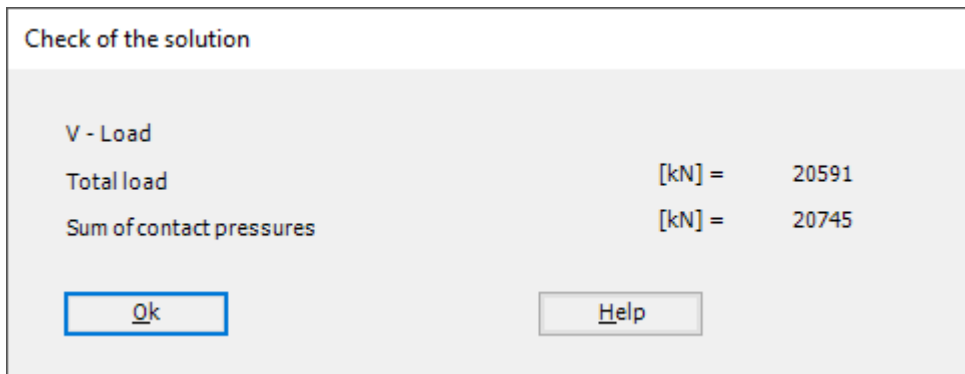 Check of the solution
V - Load
Total load [kN] = 20591
Sum of contact pressures [kN] = 20745
Ok Help